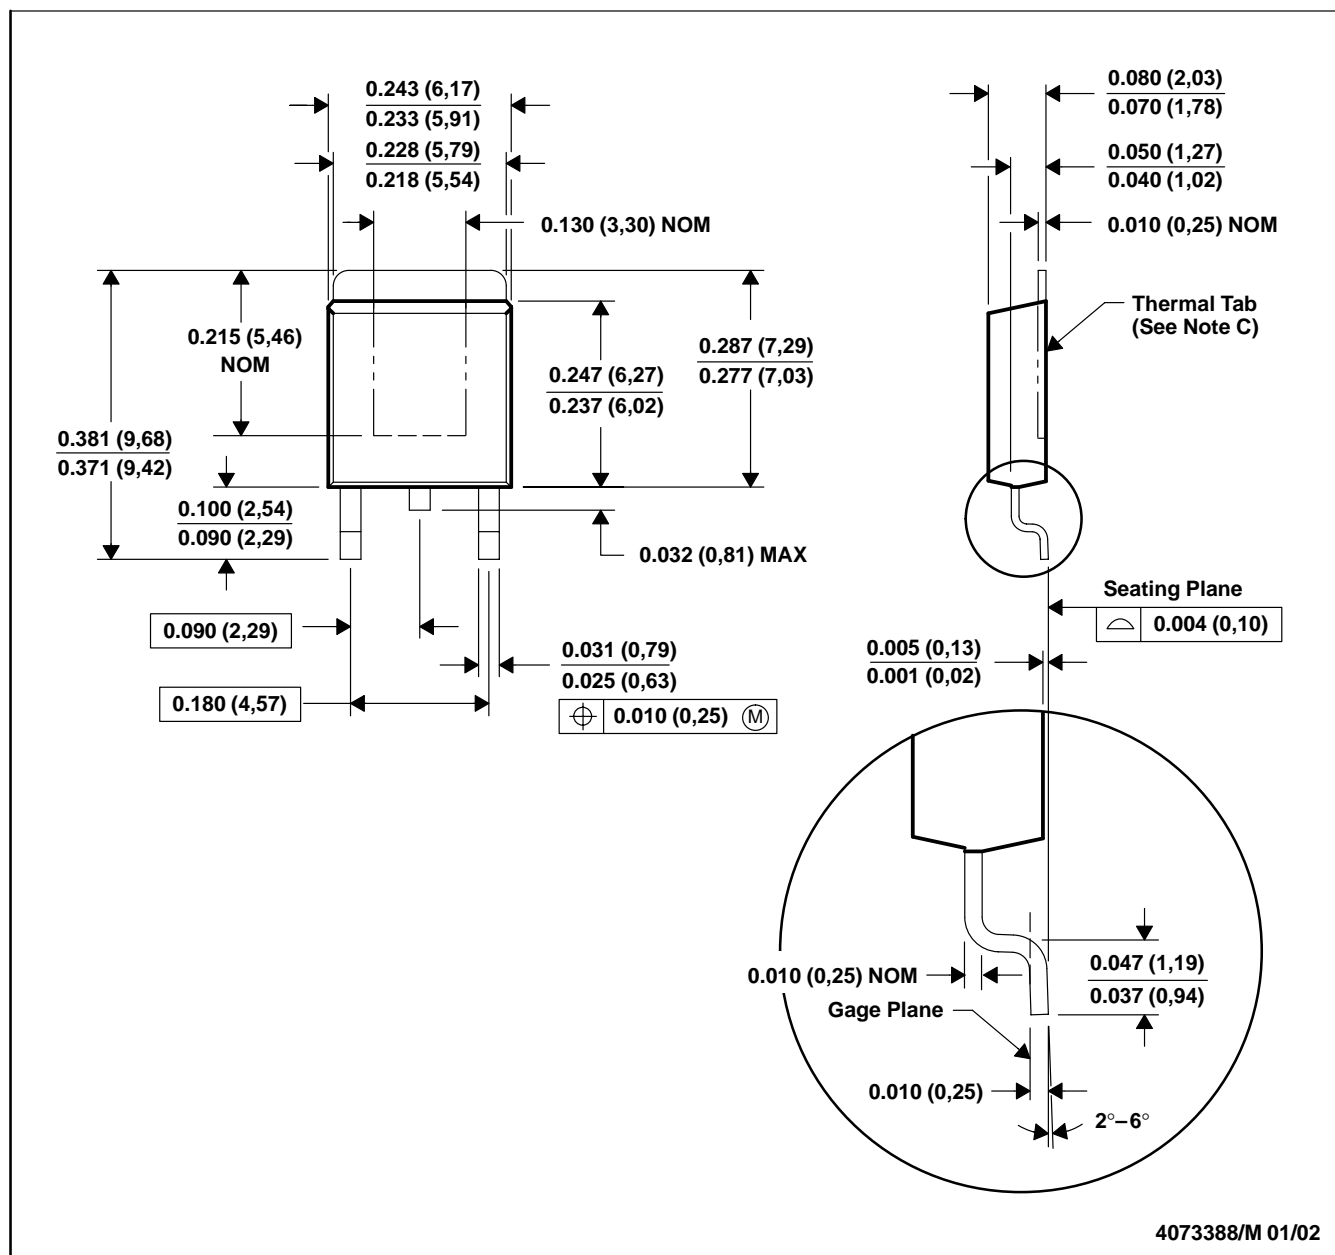 0.243 (6,17)
0.233 (5,91)
0.228 (5,79)
0.218 (5,54)
0.130 (3,30) NOM
0.215 (5,46)
NOM
0.287 (7,29)
0.277 (7,03)
0.247 (6,27)
0.237 (6,02)
0.381 (9,68)
0.371 (9,42)
0.100 (2,54)
0.090 (2,29)
0.032 (0,81) MAX
0.090 (2,29)
0.031 (0,79)
0.025 (0,63)
0.180 (4,57)
0.010 (0,25) Ⓜ
0.080 (2,03)
0.070 (1,78)
0.050 (1,27)
0.040 (1,02)
0.010 (0,25) NOM
Thermal Tab
(See Note C)
Seating Plane
0.004 (0,10)
0.005 (0,13)
0.001 (0,02)
0.010 (0,25) NOM
0.047 (1,19)
0.037 (0,94)
Gage Plane
0.010 (0,25)
2°–6°
4073388/M 01/02